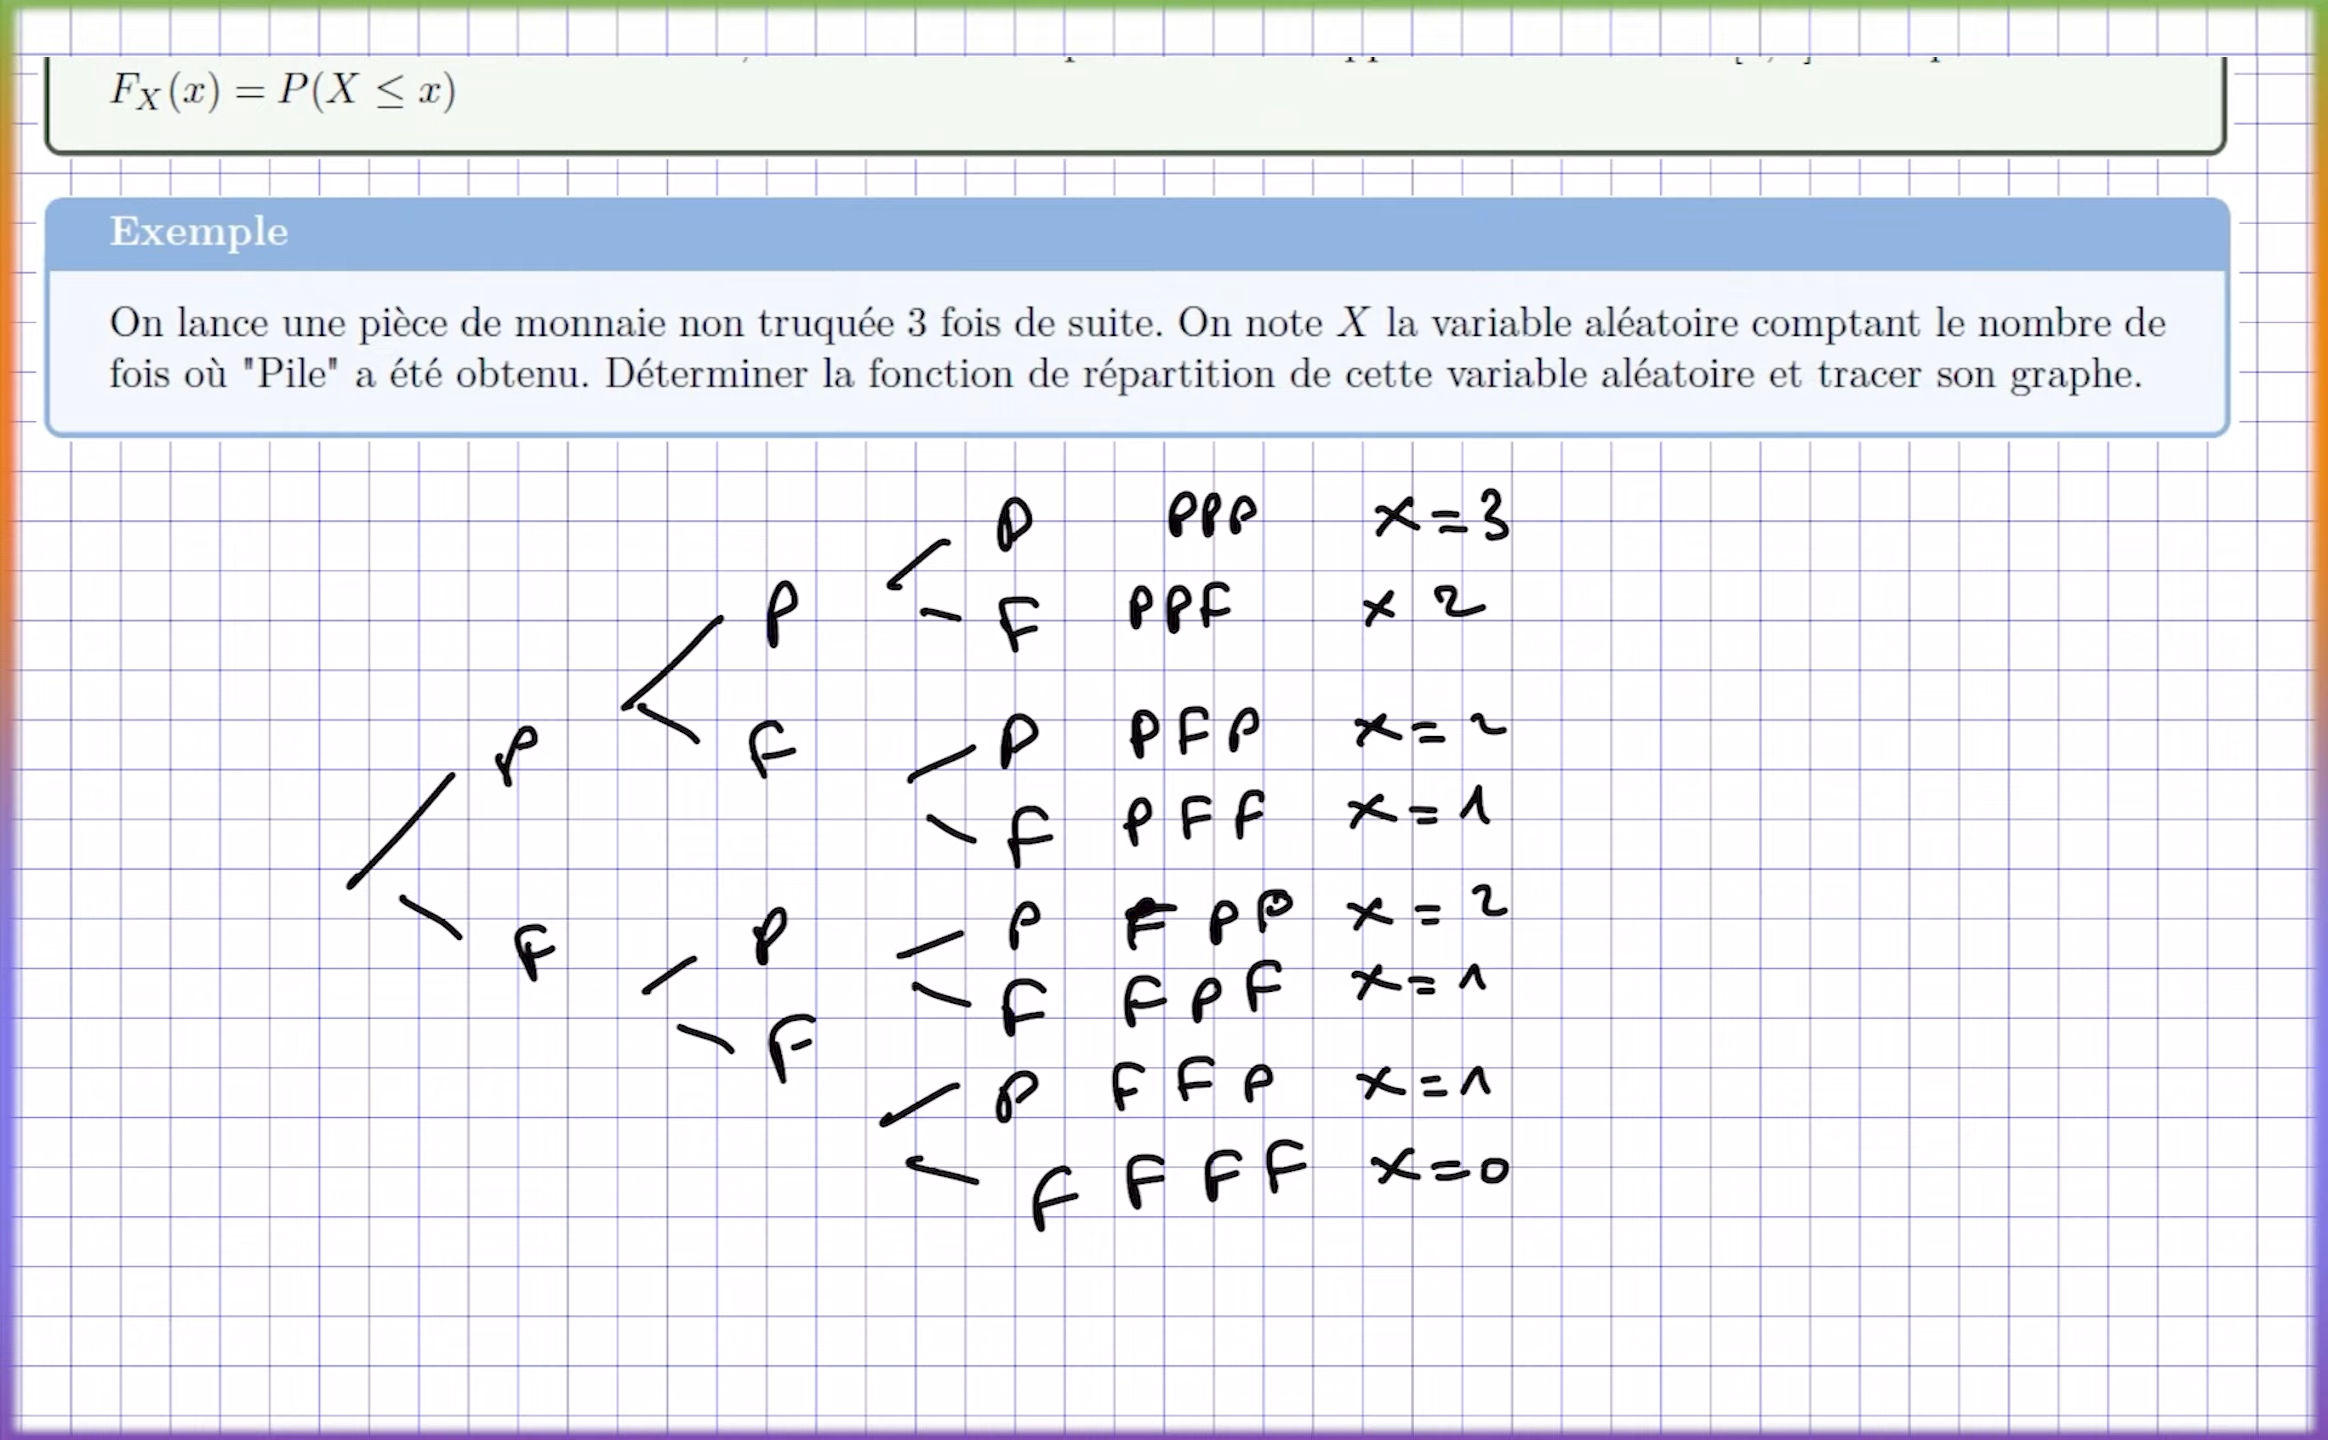 F_X(x) = P(X ≤ x)
Exemple
On lance une pièce de monnaie non truquée 3 fois de suite. On note X la variable aléatoire comptant le nombre de
fois où "Pile" a été obtenu. Déterminer la fonction de répartition de cette variable aléatoire et tracer son graphe.
P PPP X=3
P
F PPF X 2
P
F
P PFP X=2
F PFF X=1
F
P
P FPP X=2
F FPF X=1
F
P FFP X=1
F FFF X=0